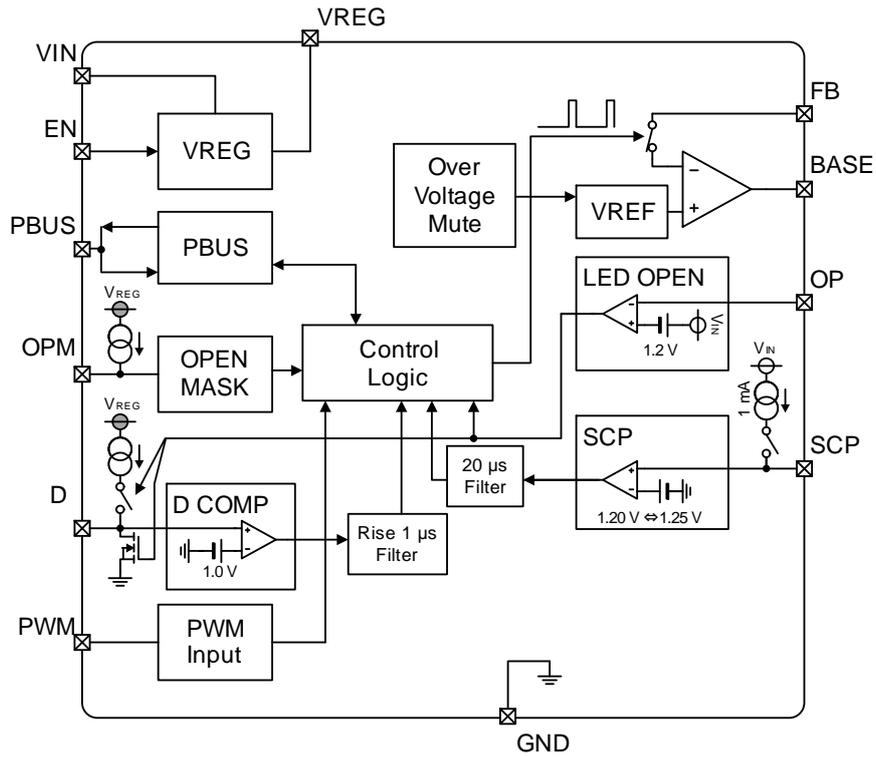 VREG
VIN
EN
VREG
FB
BASE
Over
Voltage
Mute
VREF
−
+
PBUS
PBUS
LED OPEN
-
+
1.2 V
VIN
OP
VREG
OPM
OPEN
MASK
Control
Logic
VIN
1 mA
VREG
SCP
+
-
1.20 V ⇔1.25 V
SCP
20 µs
Filter
D
D COMP
+
-
1.0 V
Rise 1 µs
Filter
PWM
PWM
Input
GND